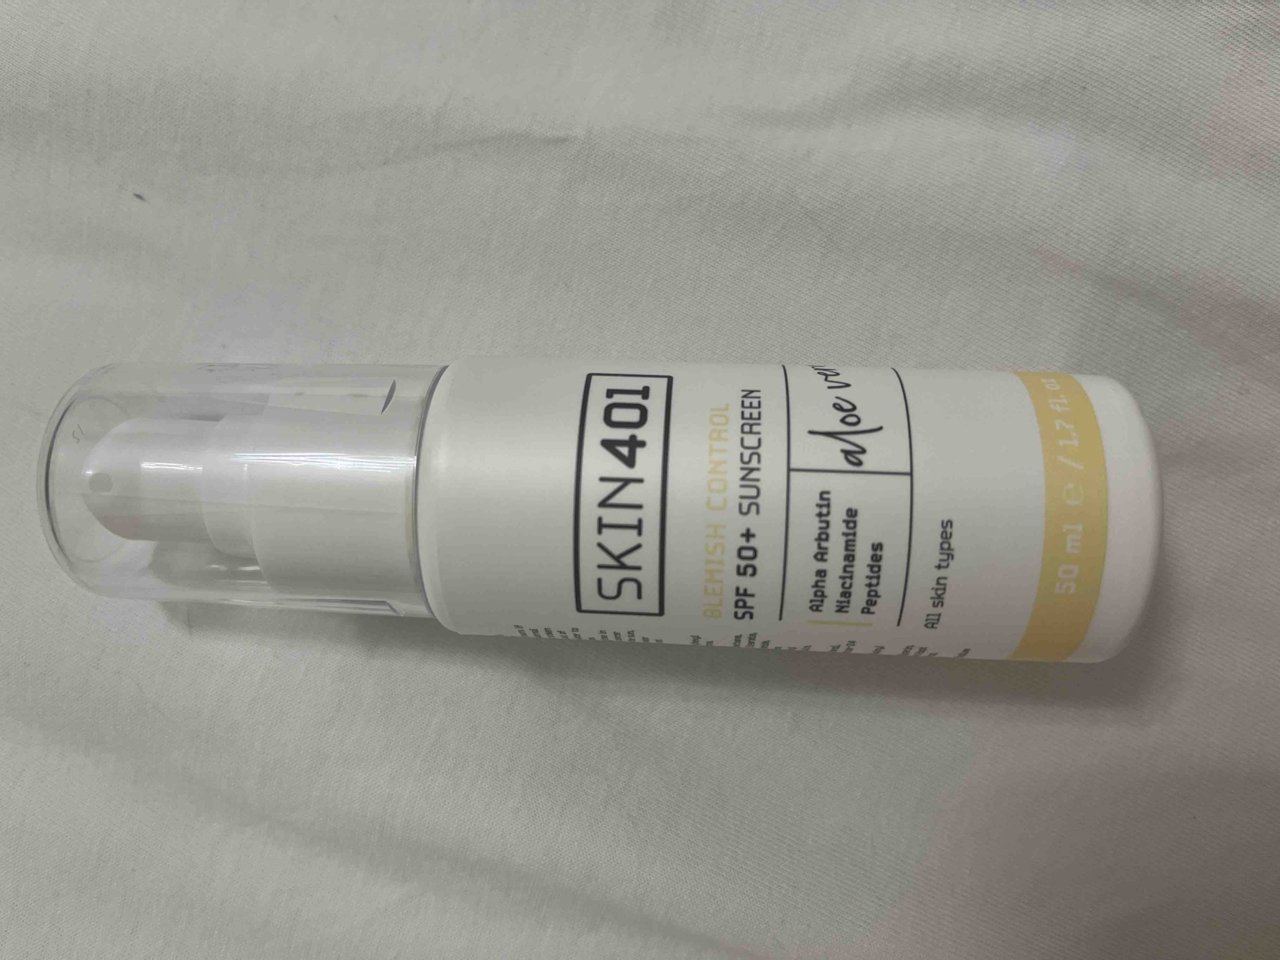 SKIN401
BLEMISH CONTROL
SPF 50+ SUNSCREEN
Alpha Arbutin
Niacinamide
Peptides
aloe
All skin types
50 ml e / 1.7 fl. oz